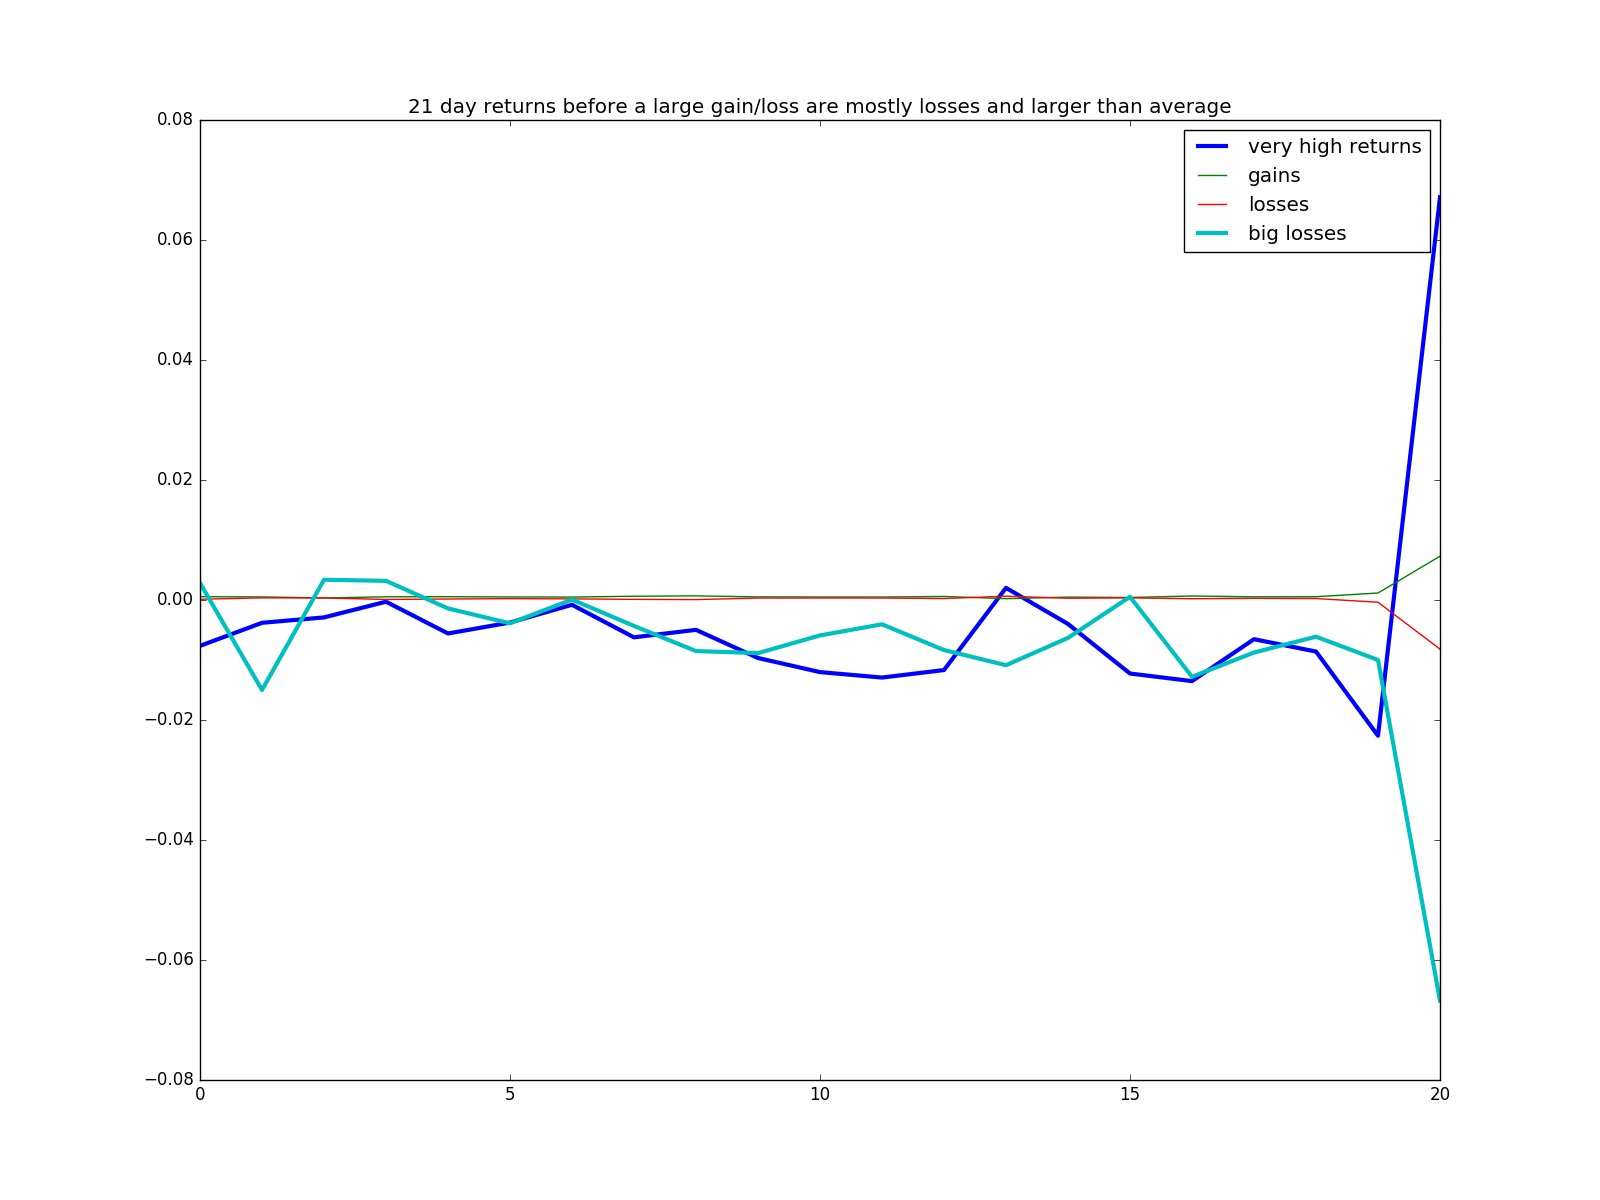 21 day returns before a large gain/loss are mostly losses and larger than average
0.08
0.06
0.04
0.02
0.00
−0.02
−0.04
−0.06
−0.08
very high returns
gains
losses
big losses
0 5 10 15 20